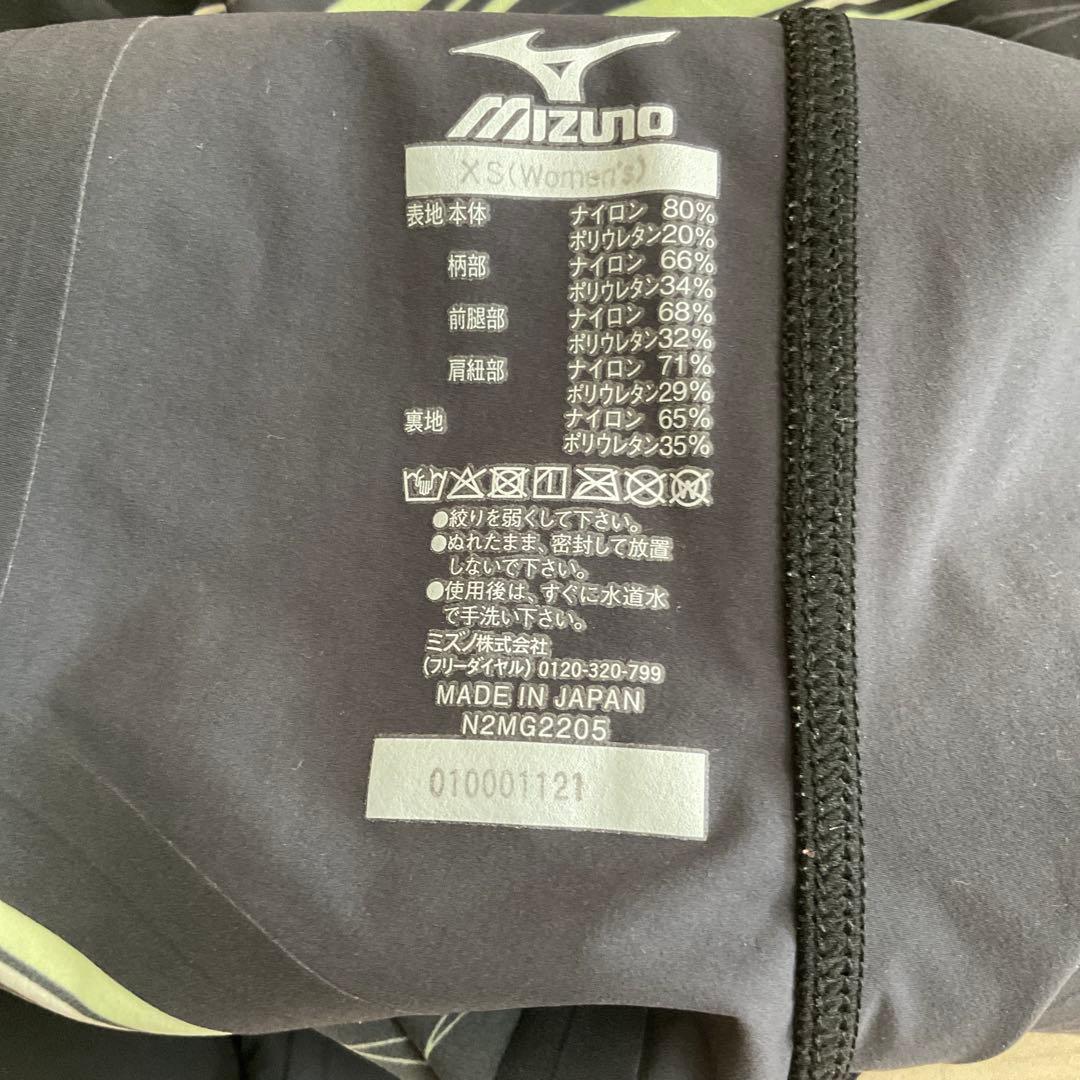 MIZUNO
XS(Women's)
表地 本体 ナイロン 80%
ポリウレタン20%
柄部 ナイロン 66%
ポリウレタン34%
前腿部 ナイロン 68%
ポリウレタン32%
肩紐部 ナイロン 71%
ポリウレタン29%
裏地 ナイロン 65%
ポリウレタン35%
●絞りを弱くして下さい。
●ぬれたまま、密封して放置
しないで下さい。
●使用後は、すぐに水道水
で手洗い下さい。
ミズノ株式会社
(フリーダイヤル) 0120-320-799
MADE IN JAPAN
N2MG2205
010001121